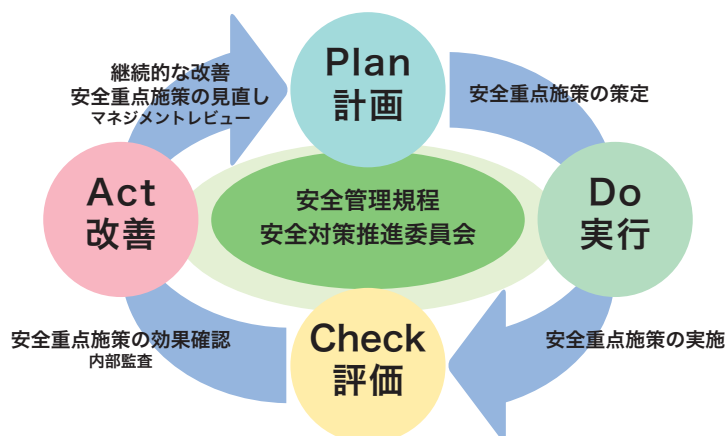 Plan
計画
安全重点施策の策定
Do
実行
安全重点施策の実施
Check
評価
安全重点施策の効果確認
内部監査
Act
改善
継続的な改善
安全重点施策の見直し
マネジメントレビュー
安全管理規程
安全対策推進委員会